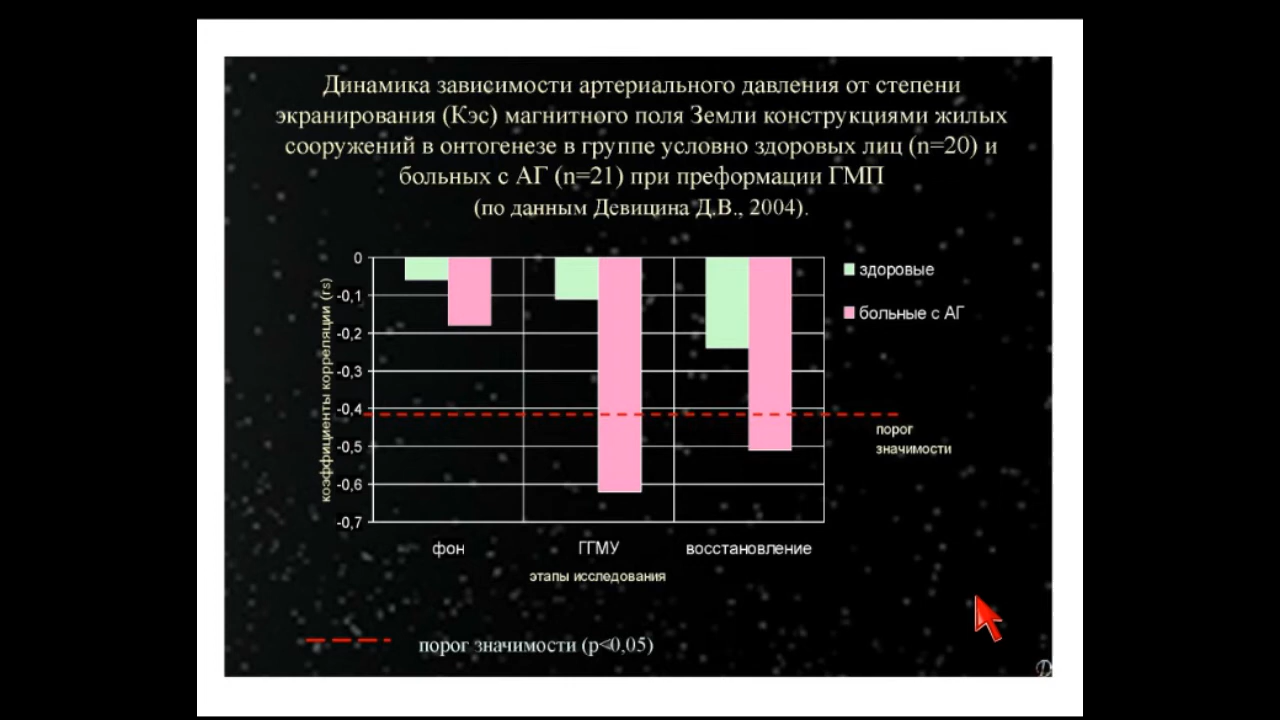 Динамика зависимости артериального давления от степени
экранирования (Кэс) магнитного поля Земли конструкциями жилых
сооружений в онтогенезе в группе условно здоровых лиц (n=20) и
больных с АГ (n=21) при преформации ГМП
(по данным Девицина Д.В., 2004).
коэффициенты корреляции (rs)
0
-0,1
-0,2
-0,3
-0,4
-0,5
-0,6
-0,7
здоровые
больные с АГ
порог
значимости
фон ГГМУ восстановление
этапы исследования
порог значимости (p<0,05)